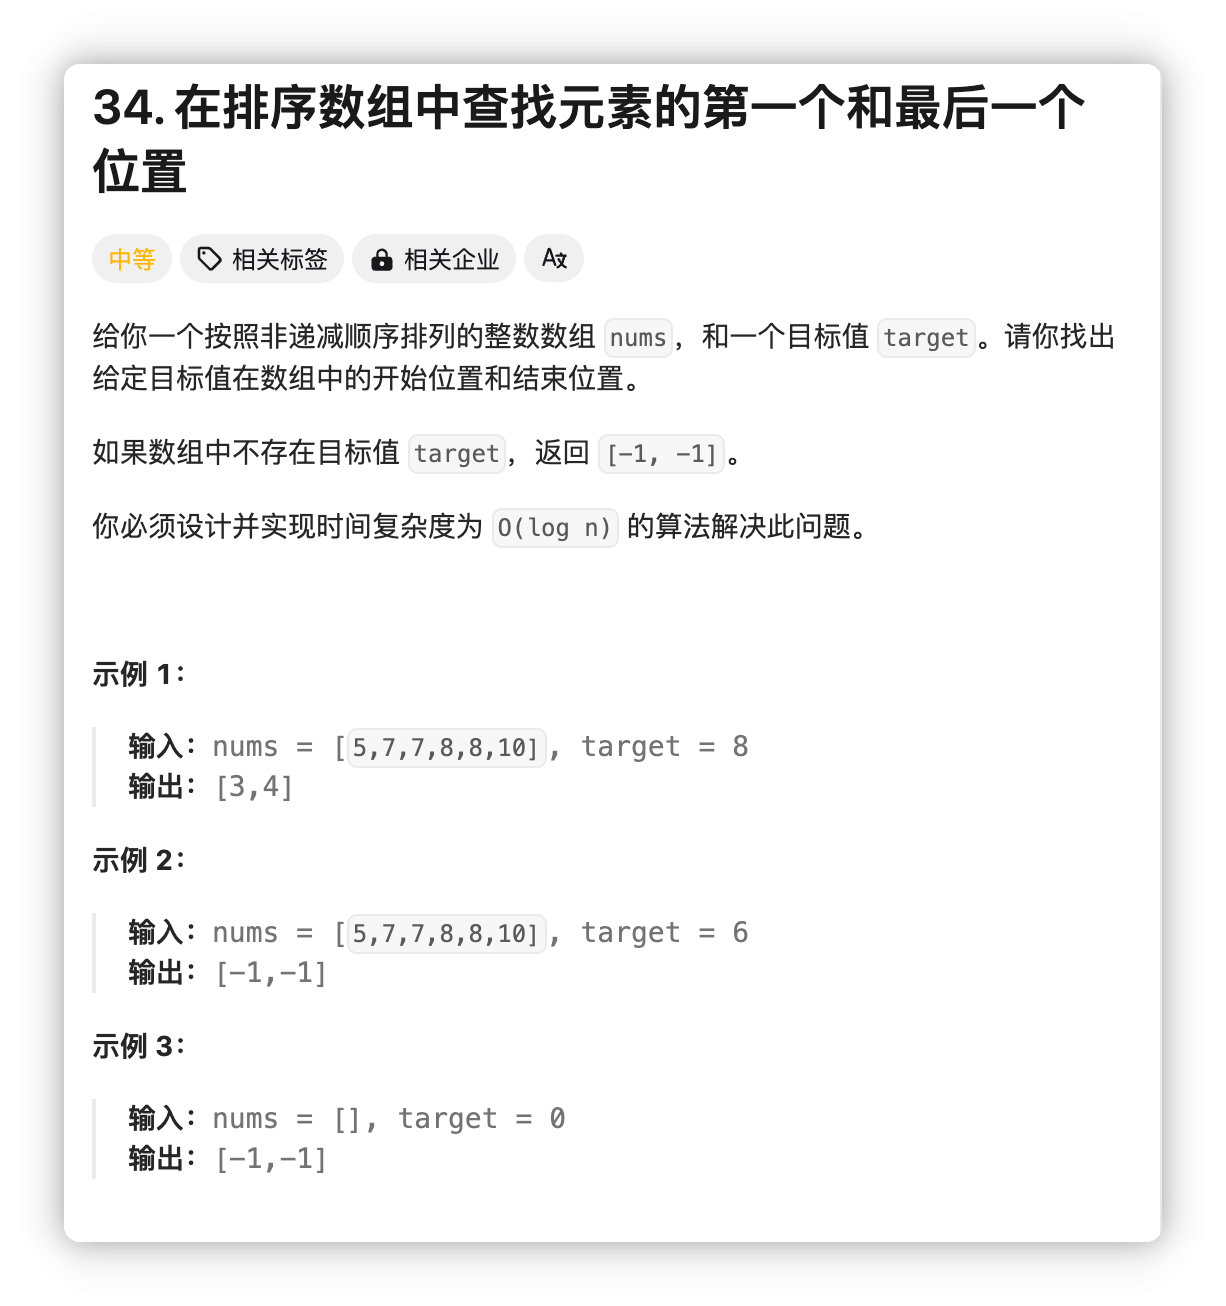 34. 在排序数组中查找元素的第一个和最后一个
位置
中等 相关标签 相关企业 A文
给你一个按照非递减顺序排列的整数数组 nums，和一个目标值 target。请你找出
给定目标值在数组中的开始位置和结束位置。
如果数组中不存在目标值 target，返回 [-1, -1]。
你必须设计并实现时间复杂度为 O(log n) 的算法解决此问题。
示例 1：
输入：nums = [5,7,7,8,8,10], target = 8
输出：[3,4]
示例 2：
输入：nums = [5,7,7,8,8,10], target = 6
输出：[-1,-1]
示例 3：
输入：nums = [], target = 0
输出：[-1,-1]